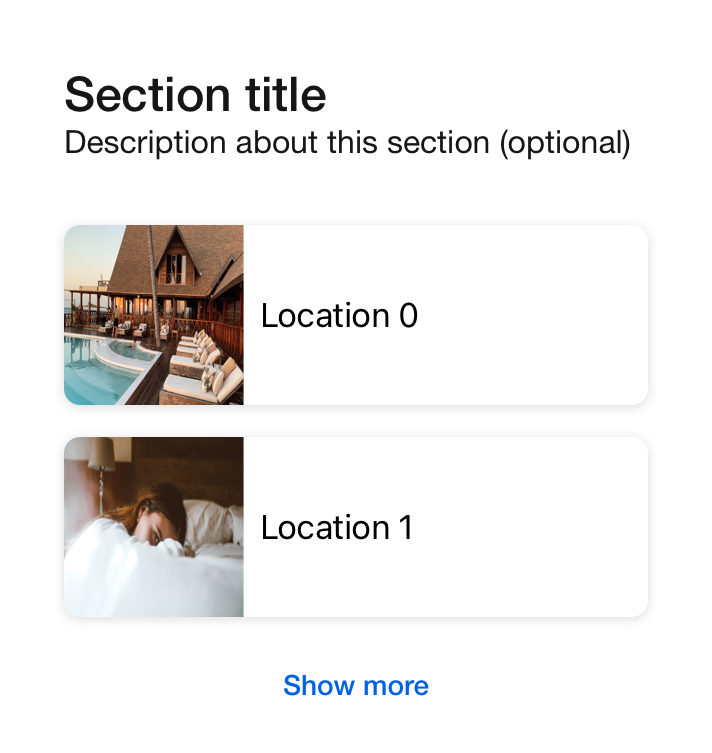 Section title
Description about this section (optional)
Location 0
Location 1
Show more